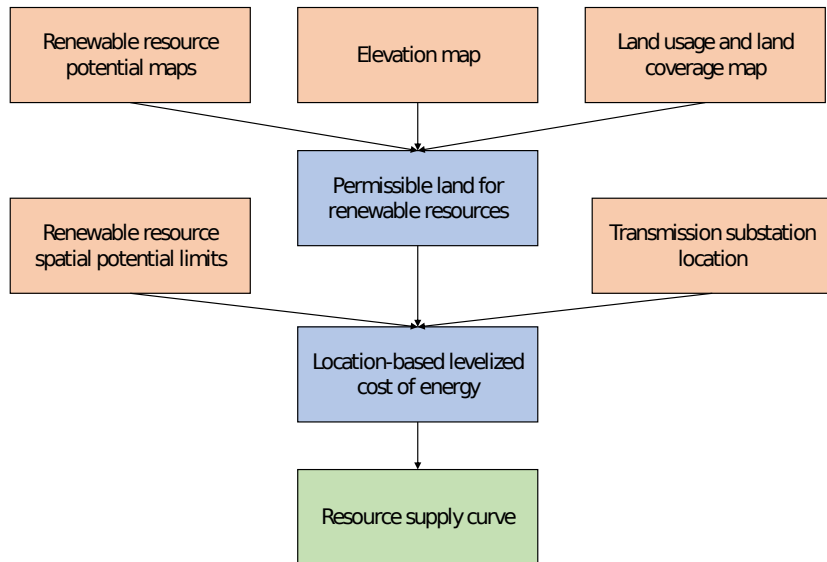 Renewable resource
potential maps
Elevation map
Land usage and land
coverage map
Permissible land for
renewable resources
Renewable resource
spatial potential limits
Transmission substation
location
Location-based levelized
cost of energy
Resource supply curve